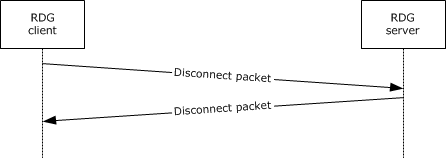 RDG
client
RDG
server
Disconnect packet
Disconnect packet